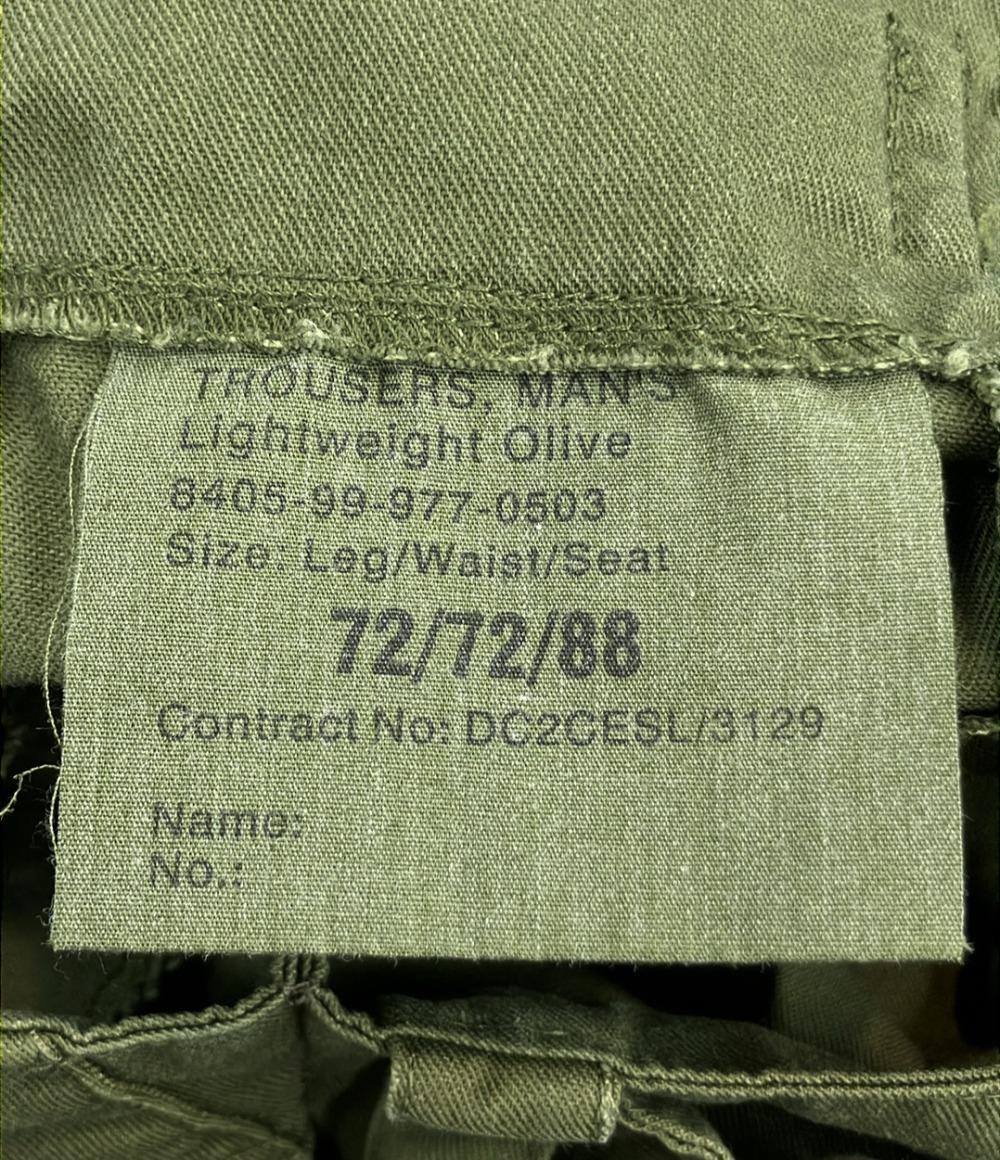 TROUSERS, MAN'S
Lightweight Olive
8405-99-977-0503
Size: Leg/Waist/Seat
72/72/88
Contract No: DC2CESL/3129
Name:
No.: